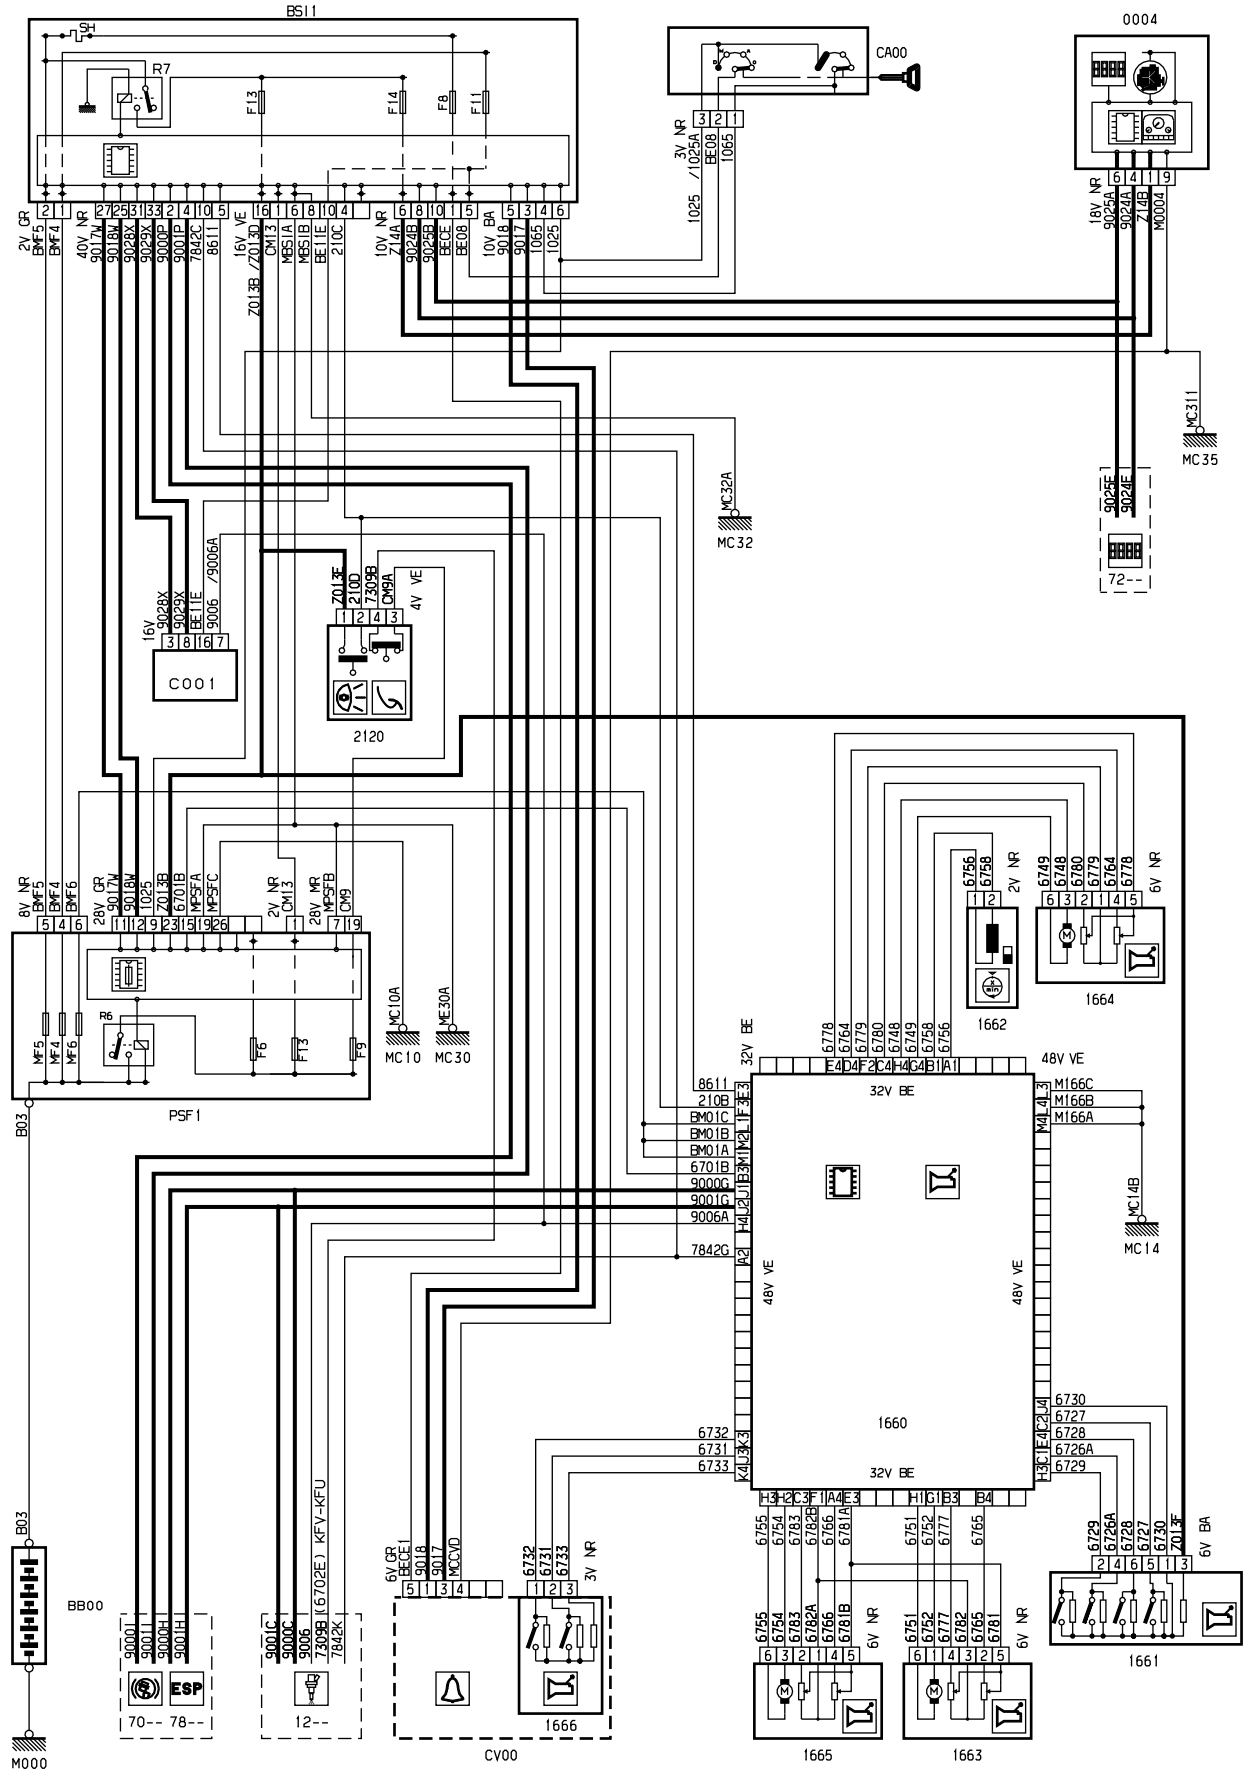 BSI1
SH
R7
F13
F14
F8
F11
2V GR
2 1
BMF5
BMF4
40V NR
27 25 31 33 2 4 10 5
9017W
9018W
9028X
9029X
9000P
9001P
7842C
8611
16V VE
16 1 6 8 10 4
Z013B /Z013D
CM13
MBS1A
MBS1B
BE11E
210C
10V NR
6 8 10 1 5
Z14A
9024B
9025B
BECE
BE08
10V BA
5 3 4 6
9018
9017
1065
1025
CA00
3 2 1
3V NR
1025 /1025A
BE08
1065
0004
6 4 1 9
18V NR
9025A
9024A
Z14B
M0004
MC311
MC35
9025E
9024E
72--
MC32A
MC32
16V
9028X
9029X
BE11E
9006 /9006A
3 8 16 7
C001
Z013E
210D
7309B
CM9A
4V VE
1 2 4 3
2120
8V NR
BMF5
BMF4
BMF6
5 4 6
28V GR
9017W
9018W
1025
Z013B
6701B
MPSFA
MPSFC
11 12 9 23 15 19 26
2V NR
CM13
1
28V MR
MPSFB
CM9
7 19
MF5
MF4
MF6
R6
F6
F13
F9
PSF1
B03
MC10A
MC10
ME30A
MC30
6756
6758
2V NR
1 2
1662
6749
6748
6780
6779
6764
6778
6V NR
6 3 2 1 4 5
M
1664
32V BE
6778
6764
6779
6780
6748
6749
6758
6756
E4 D4 F2 C4 H4 G4 B1 A1
32V BE
48V VE
8611 E3
210B F3
BM01C L1
BM01B M2
BM01A M1
6701B B3
9000G J1
9001G J2
9006A H4
7842G A2
48V VE
L3 M166C
L4 M166B
M4 M166A
MC14B
MC14
48V VE
1660
6732 K3
6731 J3
6733 K4
J4 6730
C2 6727
E4 6728
C1 6726A
H3 6729
32V BE
H3 H2 C3 F1 A4 E3 H1 G1 B3 B4
6755
6754
6783
6782B
6766
6781A
6751
6752
6777
6765
6729
6726A
6728
6727
6730
Z013F
6V BA
2 4 6 5 1 3
1661
6755
6754
6783
6782A
6766
6781B
6V NR
6 3 2 1 4 5
M
1665
6751
6752
6777
6782
6765
6781
6V NR
6 1 4 3 2 5
M
1663
B03
BB00
M000
9000I
9001I
9000H
9001H
ESP
70-- 78--
9001C
9000C
9006
7309B (6702E) KFV-KFU
7842K
12--
6V GR
BECE1
9018
9017
MCCVD
5 1 3 4
CV00
6732
6731
6733
3V NR
1 2 3
1666